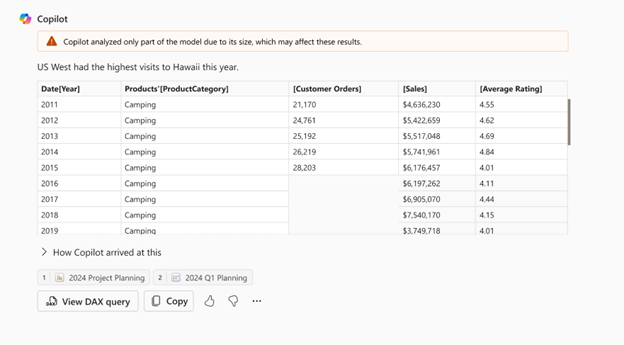 Copilot
Copilot analyzed only part of the model due to its size, which may affect these results.
US West had the highest visits to Hawaii this year.
Date[Year] Products'[ProductCategory] [Customer Orders] [Sales] [Average Rating]
2011 Camping 21,170 $4,636,230 4.55
2012 Camping 24,761 $5,422,659 4.62
2013 Camping 25,192 $5,517,048 4.69
2014 Camping 26,219 $5,741,961 4.84
2015 Camping 28,203 $6,176,457 4.01
2016 Camping $6,197,262 4.11
2017 Camping $6,905,070 4.44
2018 Camping $7,540,170 4.15
2019 Camping $3,749,718 4.01
How Copilot arrived at this
1 2024 Project Planning 2 2024 Q1 Planning
DAX View DAX query Copy